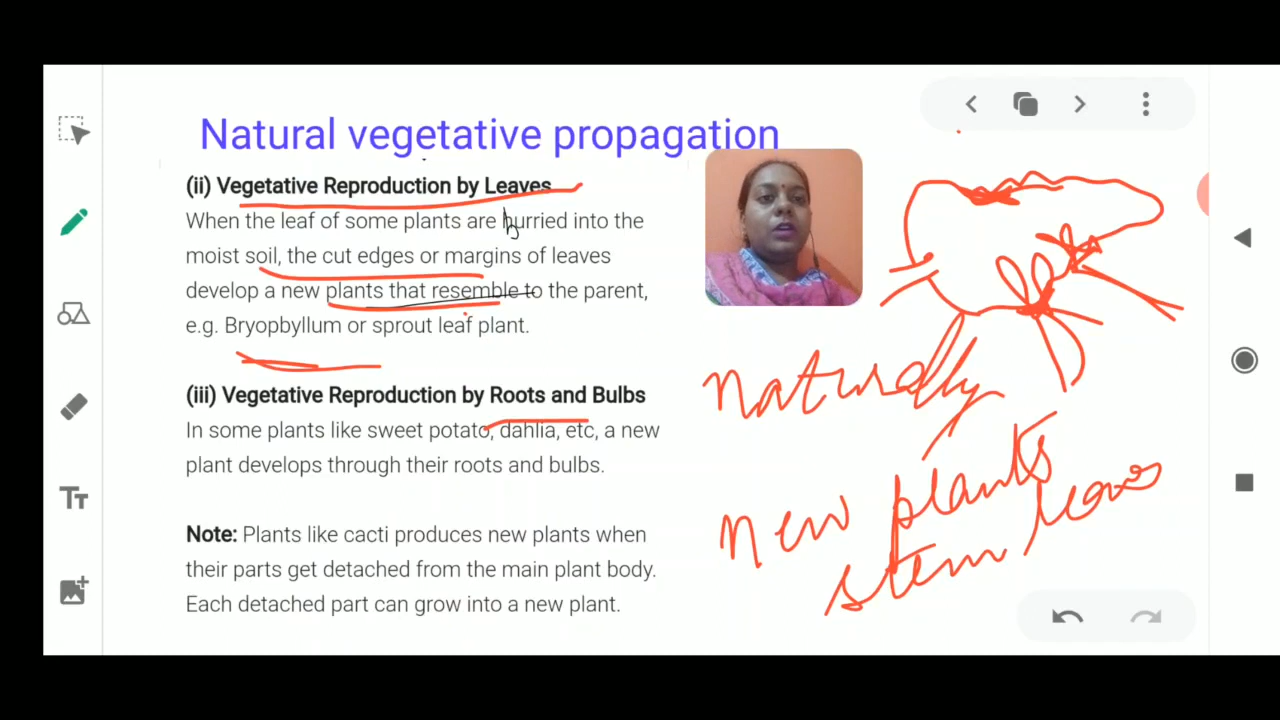 Natural vegetative propagation
(ii) Vegetative Reproduction by Leaves
When the leaf of some plants are hurried into the
moist soil, the cut edges or margins of leaves
develop a new plants that resemble to the parent,
e.g. Bryopbyllum or sprout leaf plant.
(iii) Vegetative Reproduction by Roots and Bulbs
In some plants like sweet potato, dahlia, etc, a new
plant develops through their roots and bulbs.
Note: Plants like cacti produces new plants when
their parts get detached from the main plant body.
Each detached part can grow into a new plant.
Naturally
New plants
stem
TT